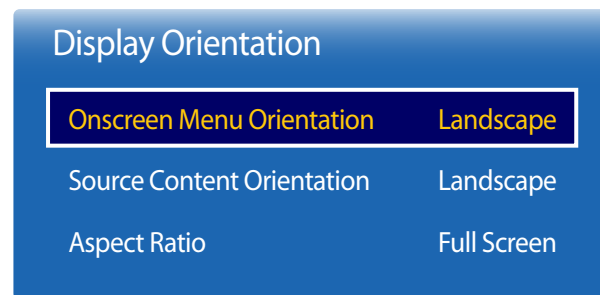 Display Orientation
Onscreen Menu Orientation Landscape
Source Content Orientation Landscape
Aspect Ratio Full Screen